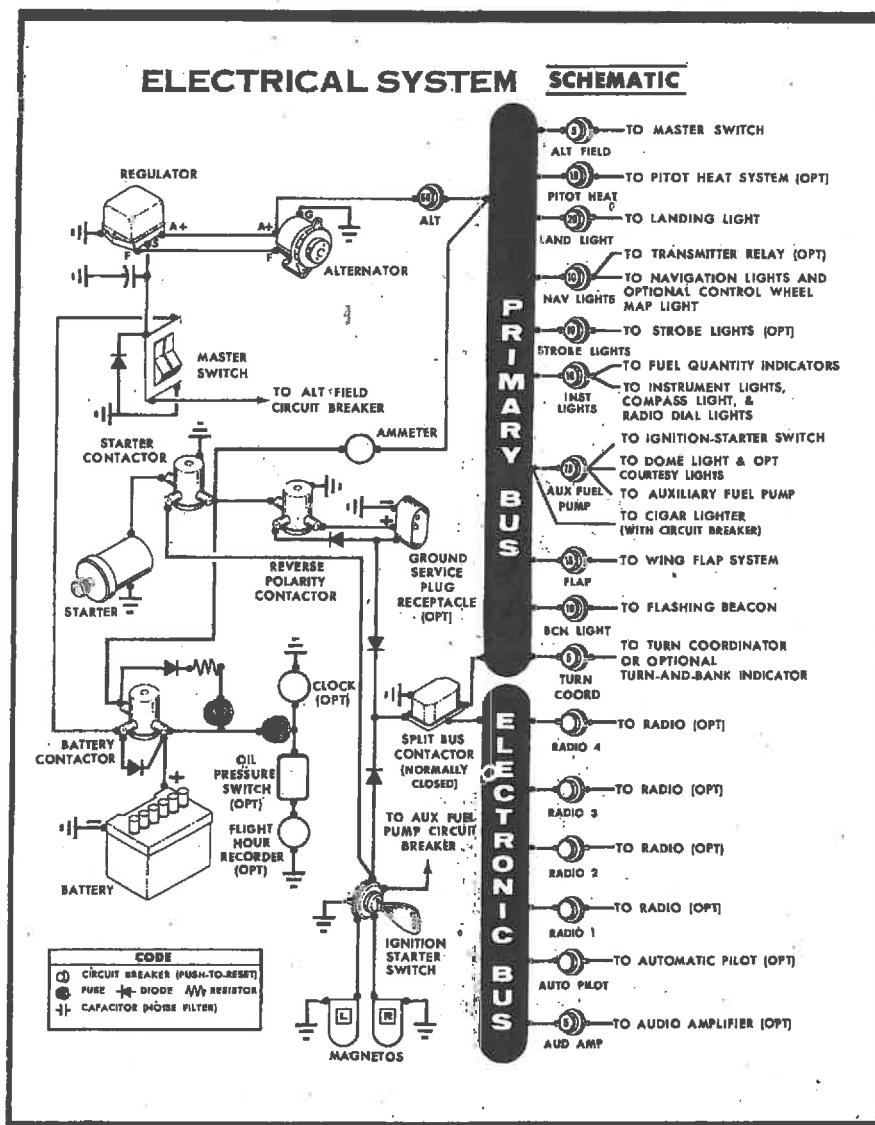 ELECTRICAL SYSTEM SCHEMATIC
REGULATOR
A+
S
F
A+
F
G
ALTERNATOR
60
ALT
MASTER
SWITCH
TO ALT FIELD
CIRCUIT BREAKER
STARTER
CONTACTOR
AMMETER
STARTER
REVERSE
POLARITY
CONTACTOR
+
GROUND
SERVICE
PLUG
RECEPTACLE
(OPT)
CLOCK
(OPT)
BATTERY
CONTACTOR
OIL
PRESSURE
SWITCH
(OPT)
SPLIT BUS
CONTACTOR
(NORMALLY
CLOSED)
+
BATTERY
FLIGHT
HOUR
RECORDER
(OPT)
TO AUX FUEL
PUMP CIRCUIT
BREAKER
IGNITION
STARTER
SWITCH
L
R
MAGNETOS
CODE
CIRCUIT BREAKER (PUSH-TO-RESET)
FUSE DIODE RESISTOR
CAPACITOR (NOISE FILTER)
PRIMARY BUS
5
ALT FIELD
TO MASTER SWITCH
PITOT HEAT
TO PITOT HEAT SYSTEM (OPT)
20
LAND LIGHT
TO LANDING LIGHT
NAV LIGHTS
TO TRANSMITTER RELAY (OPT)
TO NAVIGATION LIGHTS AND
OPTIONAL CONTROL WHEEL
MAP LIGHT
STROBE LIGHTS
TO STROBE LIGHTS (OPT)
INST
LIGHTS
TO FUEL QUANTITY INDICATORS
TO INSTRUMENT LIGHTS,
COMPASS LIGHT, &
RADIO DIAL LIGHTS
AUX FUEL
PUMP
TO IGNITION-STARTER SWITCH
TO DOME LIGHT & OPT
COURTESY LIGHTS
TO AUXILIARY FUEL PUMP
TO CIGAR LIGHTER
(WITH CIRCUIT BREAKER)
FLAP
TO WING FLAP SYSTEM
10
BCN LIGHT
TO FLASHING BEACON
5
TURN
COORD
TO TURN COORDINATOR
OR OPTIONAL
TURN-AND-BANK INDICATOR
ELECTRONIC BUS
RADIO 4
TO RADIO (OPT)
RADIO 3
TO RADIO (OPT)
RADIO 2
TO RADIO (OPT)
RADIO 1
TO RADIO (OPT)
AUTO PILOT
TO AUTOMATIC PILOT (OPT)
5
AUD AMP
TO AUDIO AMPLIFIER (OPT)